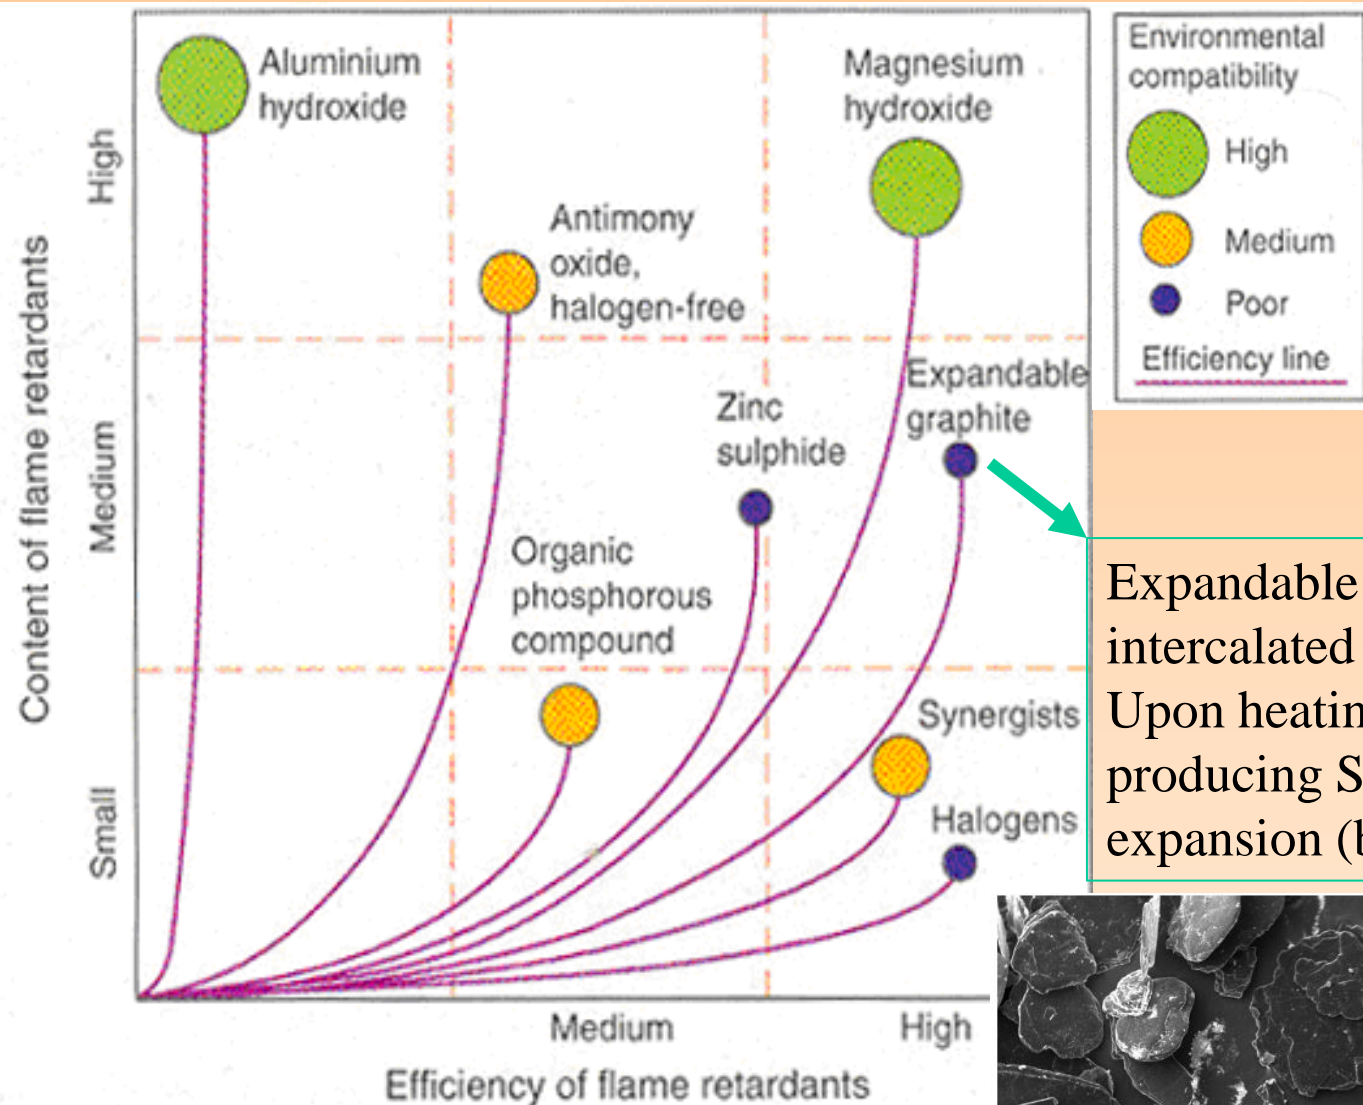 Aluminium
hydroxide
Magnesium
hydroxide
Antimony
oxide,
halogen-free
Expandable
graphite
Zinc
sulphide
Organic
phosphorous
compound
Synergists
Halogens
Content of flame retardants
High
Medium
Small
Medium
High
Efficiency of flame retardants
Environmental
compatibility
High
Medium
Poor
Efficiency line
Expandable
intercalated
Upon heatin
producing S
expansion (b